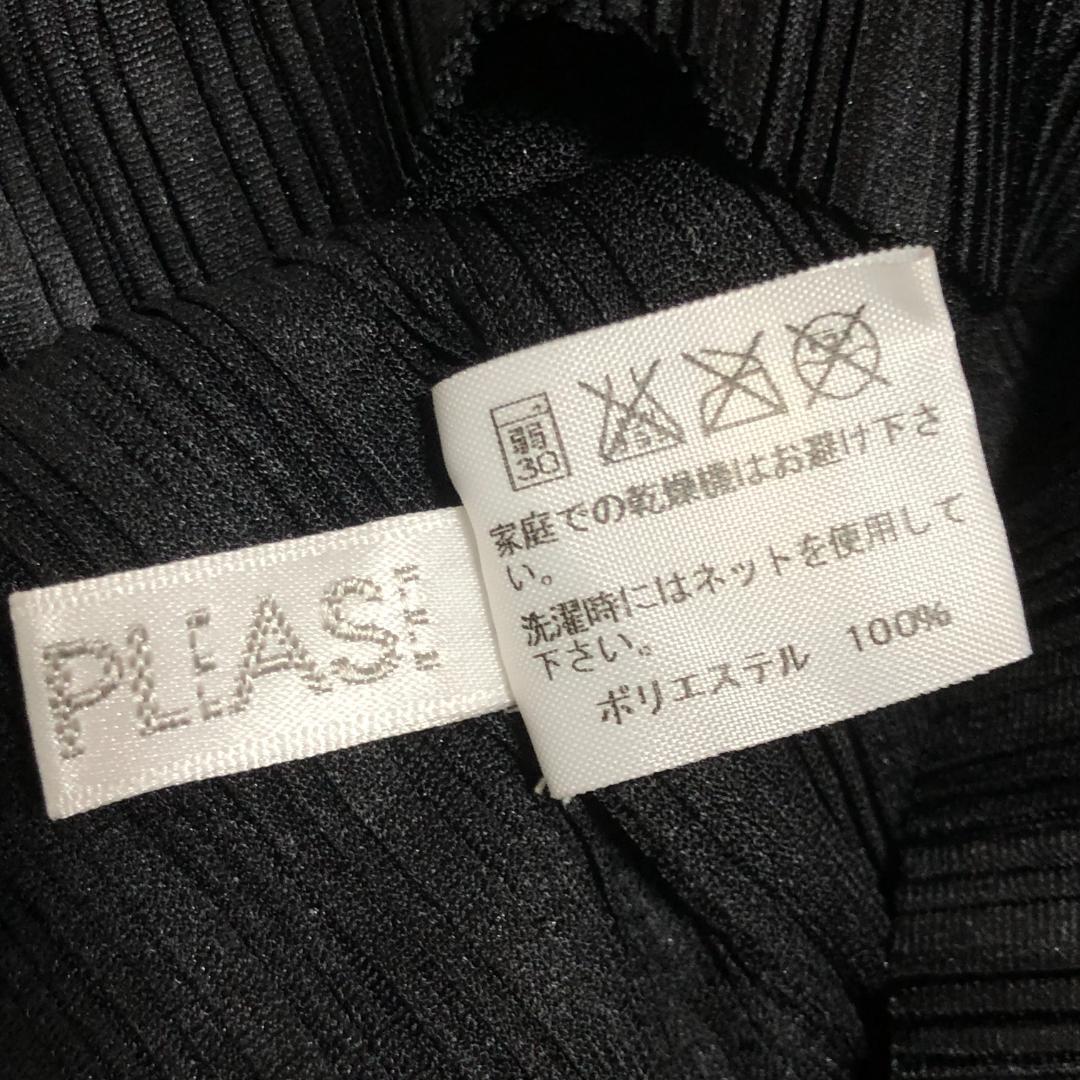 PLEAS
弱
30
家庭での乾燥機はお避け下さ
い。
洗濯時にはネットを使用して
下さい。
ポリエステル 100%